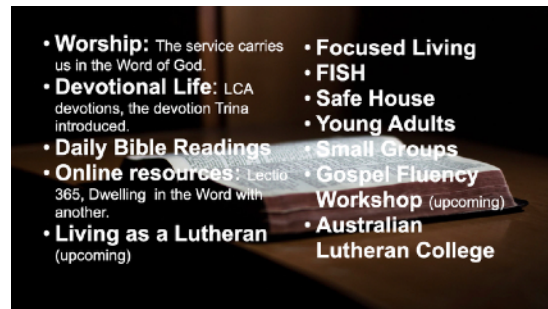 • Worship: The service carries
us in the Word of God.
• Devotional Life: LCA
devotions, the devotion Trina
introduced.
• Daily Bible Readings
• Online resources: Lectio
365, Dwelling in the Word with
another.
• Living as a Lutheran
(upcoming)
• Focused Living
• FISH
• Safe House
• Young Adults
• Small Groups
• Gospel Fluency
Workshop (upcoming)
• Australian
Lutheran College